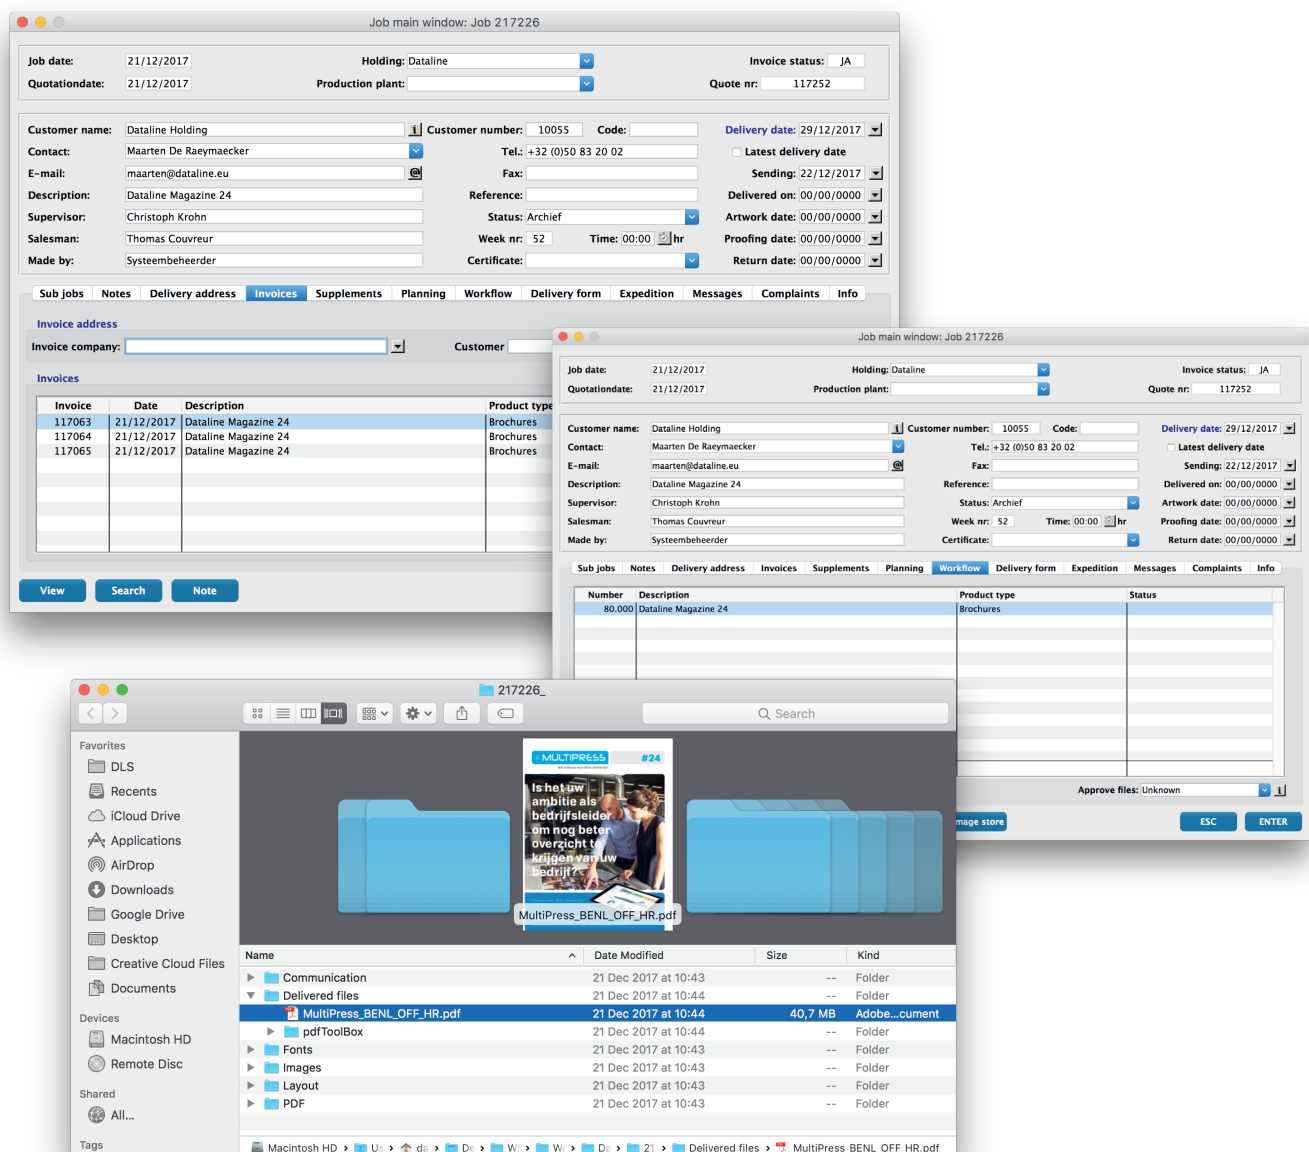 Job main window: Job 217226
Job date: 21/12/2017 Holding: Dataline Invoice status: JA
Quotationdate: 21/12/2017 Production plant: Quote nr: 117252
Customer name: Dataline Holding i Customer number: 10055 Code: Delivery date: 29/12/2017
Contact: Maarten De Raeymaecker Tel.: +32 (0)50 83 20 02 Latest delivery date
E-mail: maarten@dataline.eu @ Fax: Sending: 22/12/2017
Description: Dataline Magazine 24 Reference: Delivered on: 00/00/0000
Supervisor: Christoph Krohn Status: Archief Artwork date: 00/00/0000
Salesman: Thomas Couvreur Week nr: 52 Time: 00:00 hr Proofing date: 00/00/0000
Made by: Systeembeheerder Certificate: Return date: 00/00/0000
Sub jobs Notes Delivery address Invoices Supplements Planning Workflow Delivery form Expedition Messages Complaints Info
Invoice address
Invoice company: Customer
Invoices
Invoice Date Description Product type
117063 21/12/2017 Dataline Magazine 24 Brochures
117064 21/12/2017 Dataline Magazine 24 Brochures
117065 21/12/2017 Dataline Magazine 24 Brochures
View Search Note
Job main window: Job 217226
Job date: 21/12/2017 Holding: Dataline Invoice status: JA
Quotationdate: 21/12/2017 Production plant: Quote nr: 117252
Customer name: Dataline Holding i Customer number: 10055 Code: Delivery date: 29/12/2017
Contact: Maarten De Raeymaecker Tel.: +32 (0)50 83 20 02 Latest delivery date
E-mail: maarten@dataline.eu @ Fax: Sending: 22/12/2017
Description: Dataline Magazine 24 Reference: Delivered on: 00/00/0000
Supervisor: Christoph Krohn Status: Archief Artwork date: 00/00/0000
Salesman: Thomas Couvreur Week nr: 52 Time: 00:00 hr Proofing date: 00/00/0000
Made by: Systeembeheerder Certificate: Return date: 00/00/0000
Sub jobs Notes Delivery address Invoices Supplements Planning Workflow Delivery form Expedition Messages Complaints Info
Number Description Product type Status
80.000 Dataline Magazine 24 Brochures
Approve files: Unknown i
mage store ESC ENTER
217226_
Search
Favorites
DLS
Recents
iCloud Drive
Applications
AirDrop
Downloads
Google Drive
Desktop
Creative Cloud Files
Documents
Devices
Macintosh HD
Remote Disc
Shared
All...
Tags
MULTIPRESS #24
Is het uw
ambitie als
bedrijfsleider
om nog beter
overzicht te
krijgen van uw
bedrijf?
MultiPress_BENL_OFF_HR.pdf
Name Date Modified Size Kind
Communication 21 Dec 2017 at 10:43 -- Folder
Delivered files 21 Dec 2017 at 10:44 -- Folder
MultiPress_BENL_OFF_HR.pdf 21 Dec 2017 at 10:44 40,7 MB Adobe...cument
pdfToolBox 21 Dec 2017 at 10:44 -- Folder
Fonts 21 Dec 2017 at 10:43 -- Folder
Images 21 Dec 2017 at 10:43 -- Folder
Layout 21 Dec 2017 at 10:43 -- Folder
PDF 21 Dec 2017 at 10:43 -- Folder
Macintosh HD Us da De Wi We Da 21 Delivered files MultiPress_BENL_OFF_HR.pdf